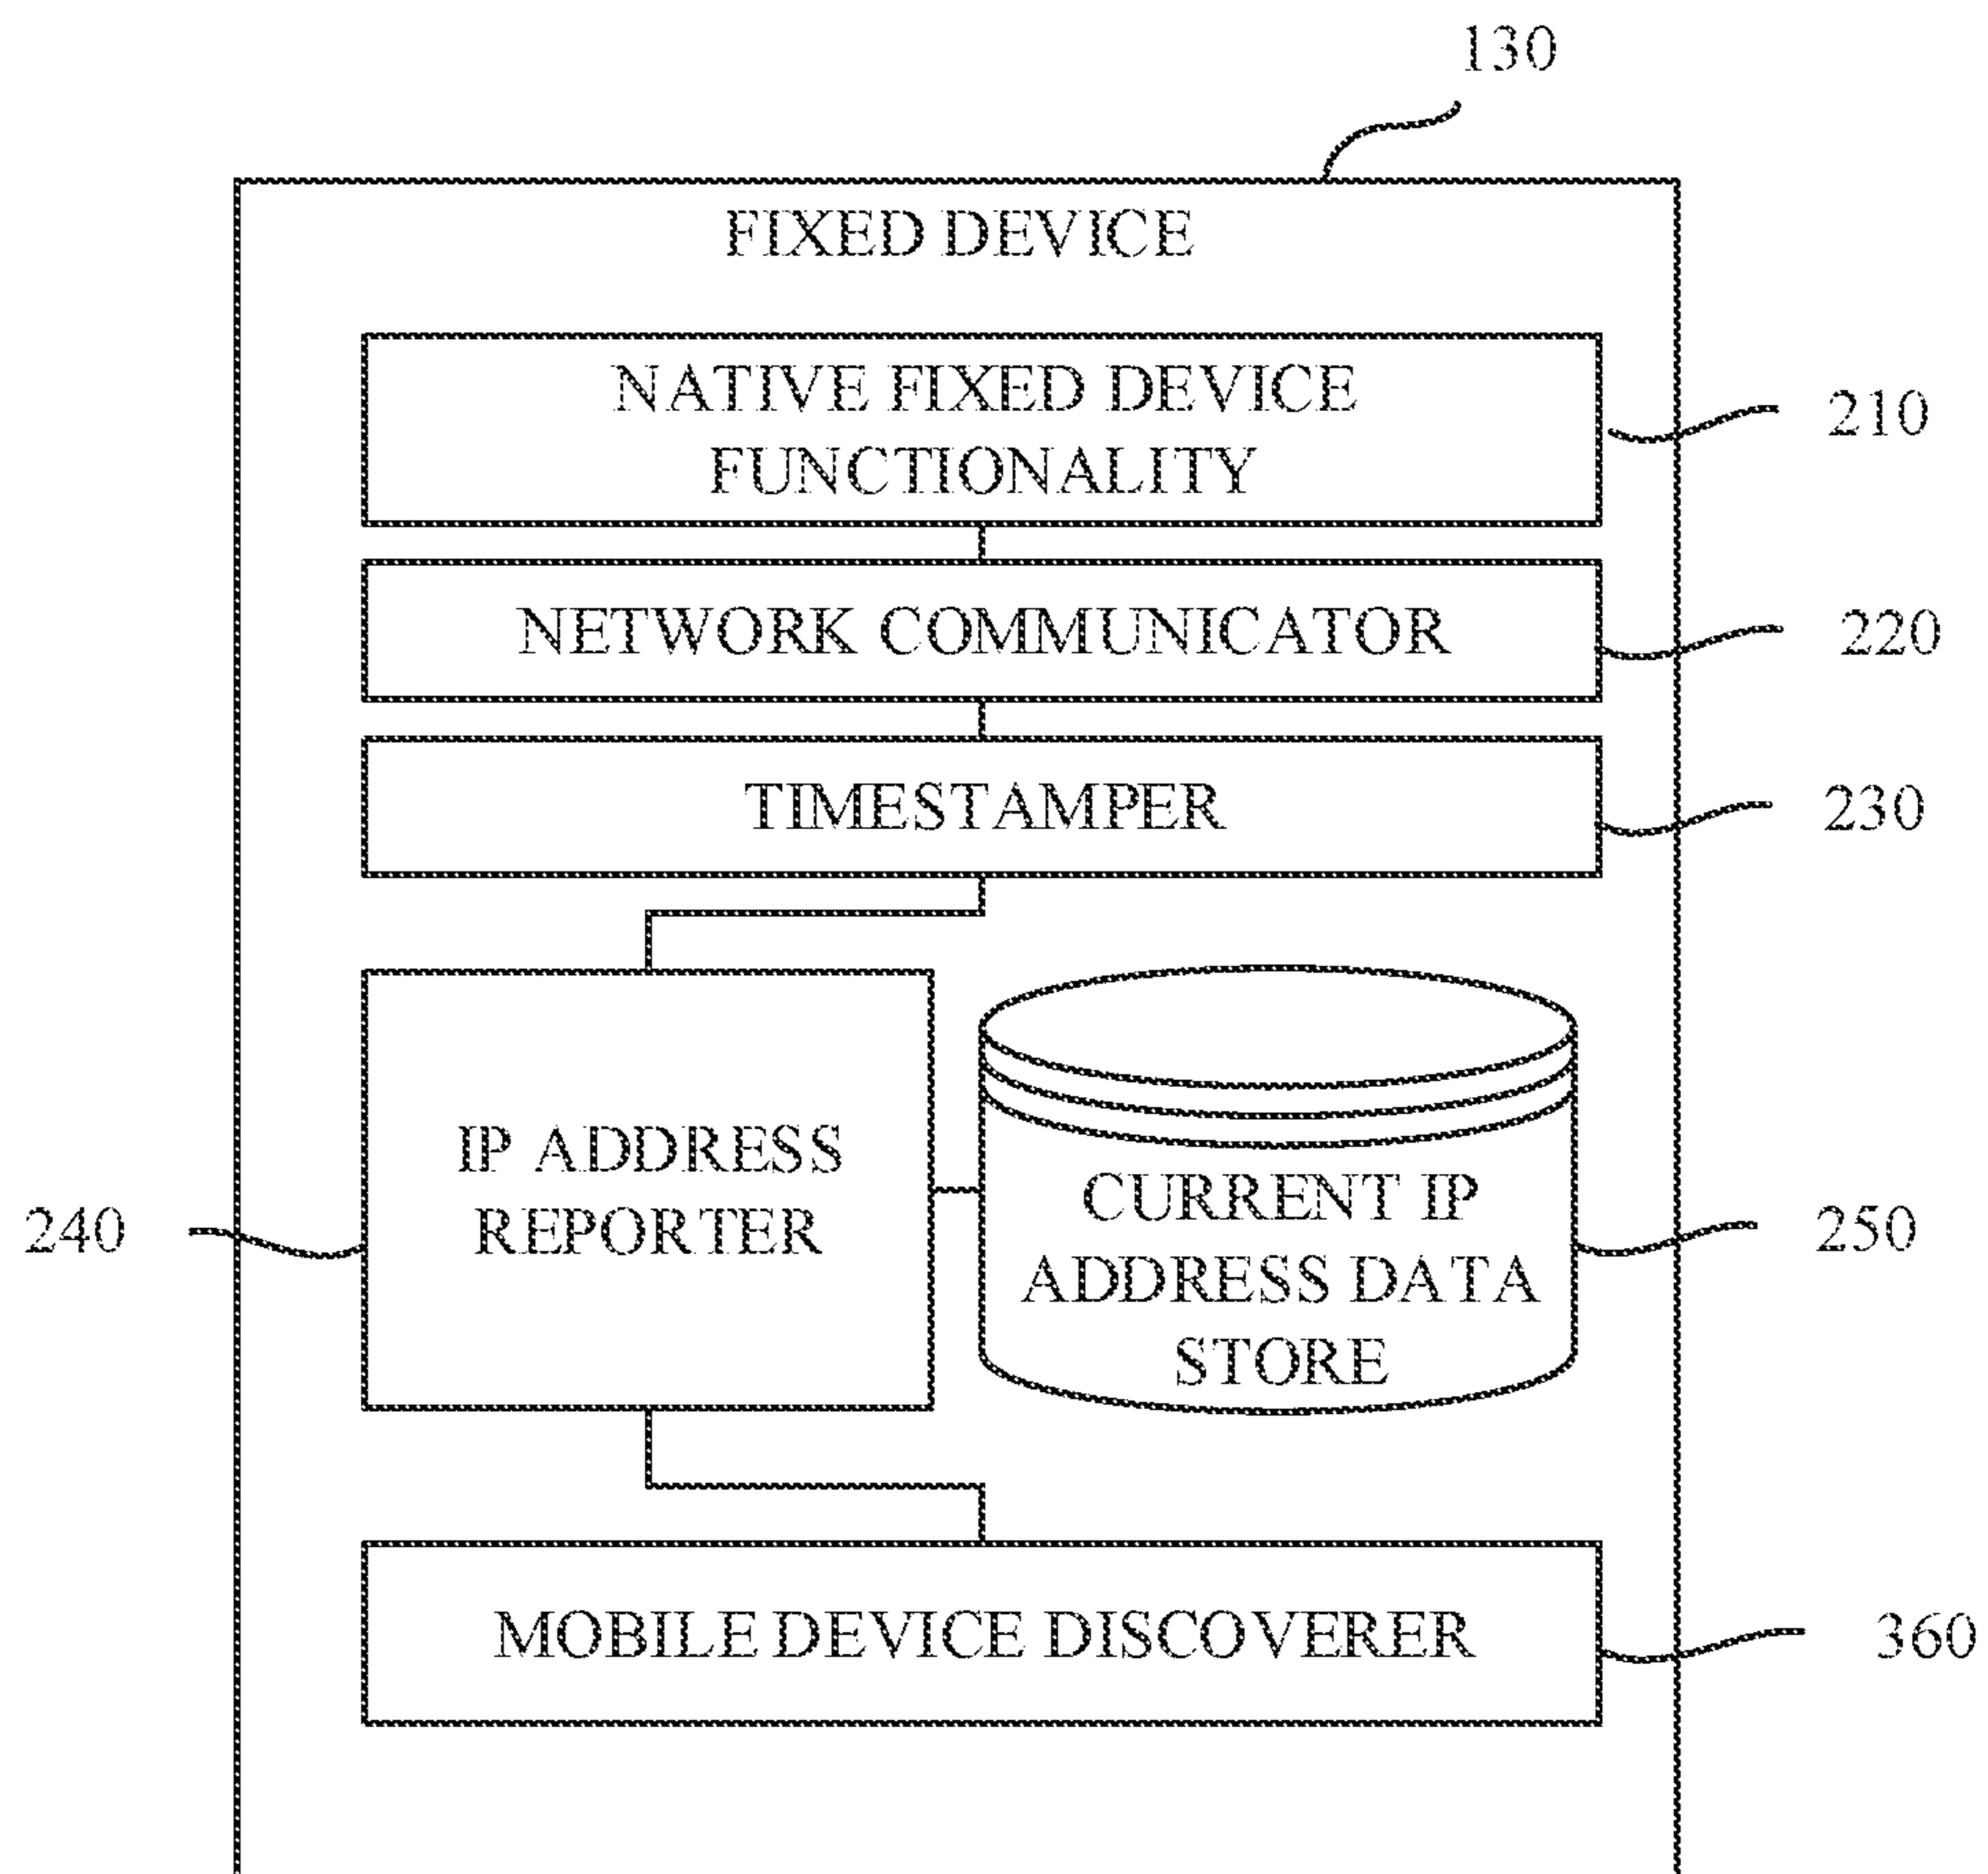 130
FIXED DEVICE
NATIVE FIXED DEVICE
FUNCTIONALITY
210
NETWORK COMMUNICATOR
220
TIMESTAMPER
230
IP ADDRESS
REPORTER
240
CURRENT IP
ADDRESS DATA
STORE
250
MOBILE DEVICE DISCOVERER
360